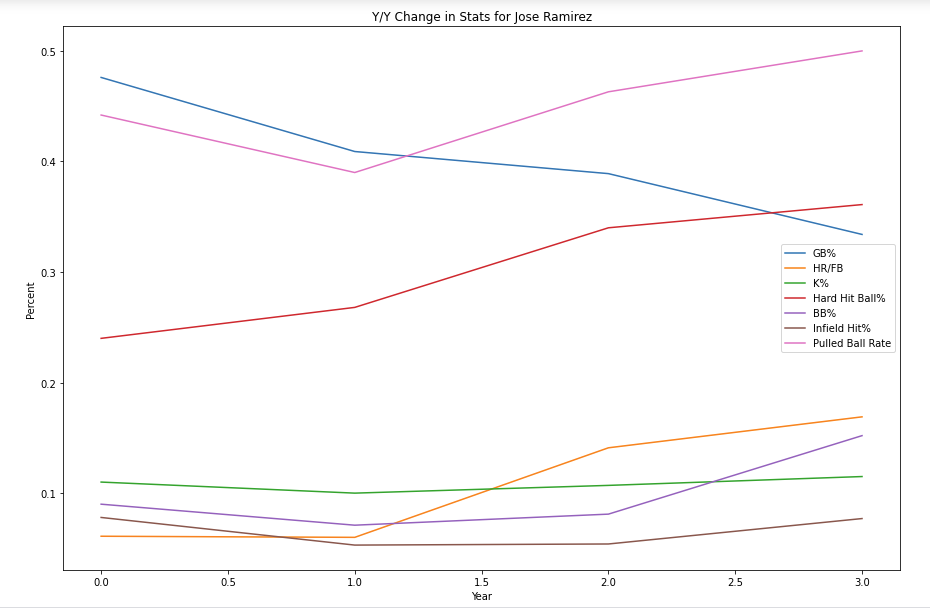 Y/Y Change in Stats for Jose Ramirez
0.5
0.4
0.3
0.2
0.1
Percent
GB%
HR/FB
K%
Hard Hit Ball%
BB%
Infield Hit%
Pulled Ball Rate
0.0 0.5 1.0 1.5 2.0 2.5 3.0
Year